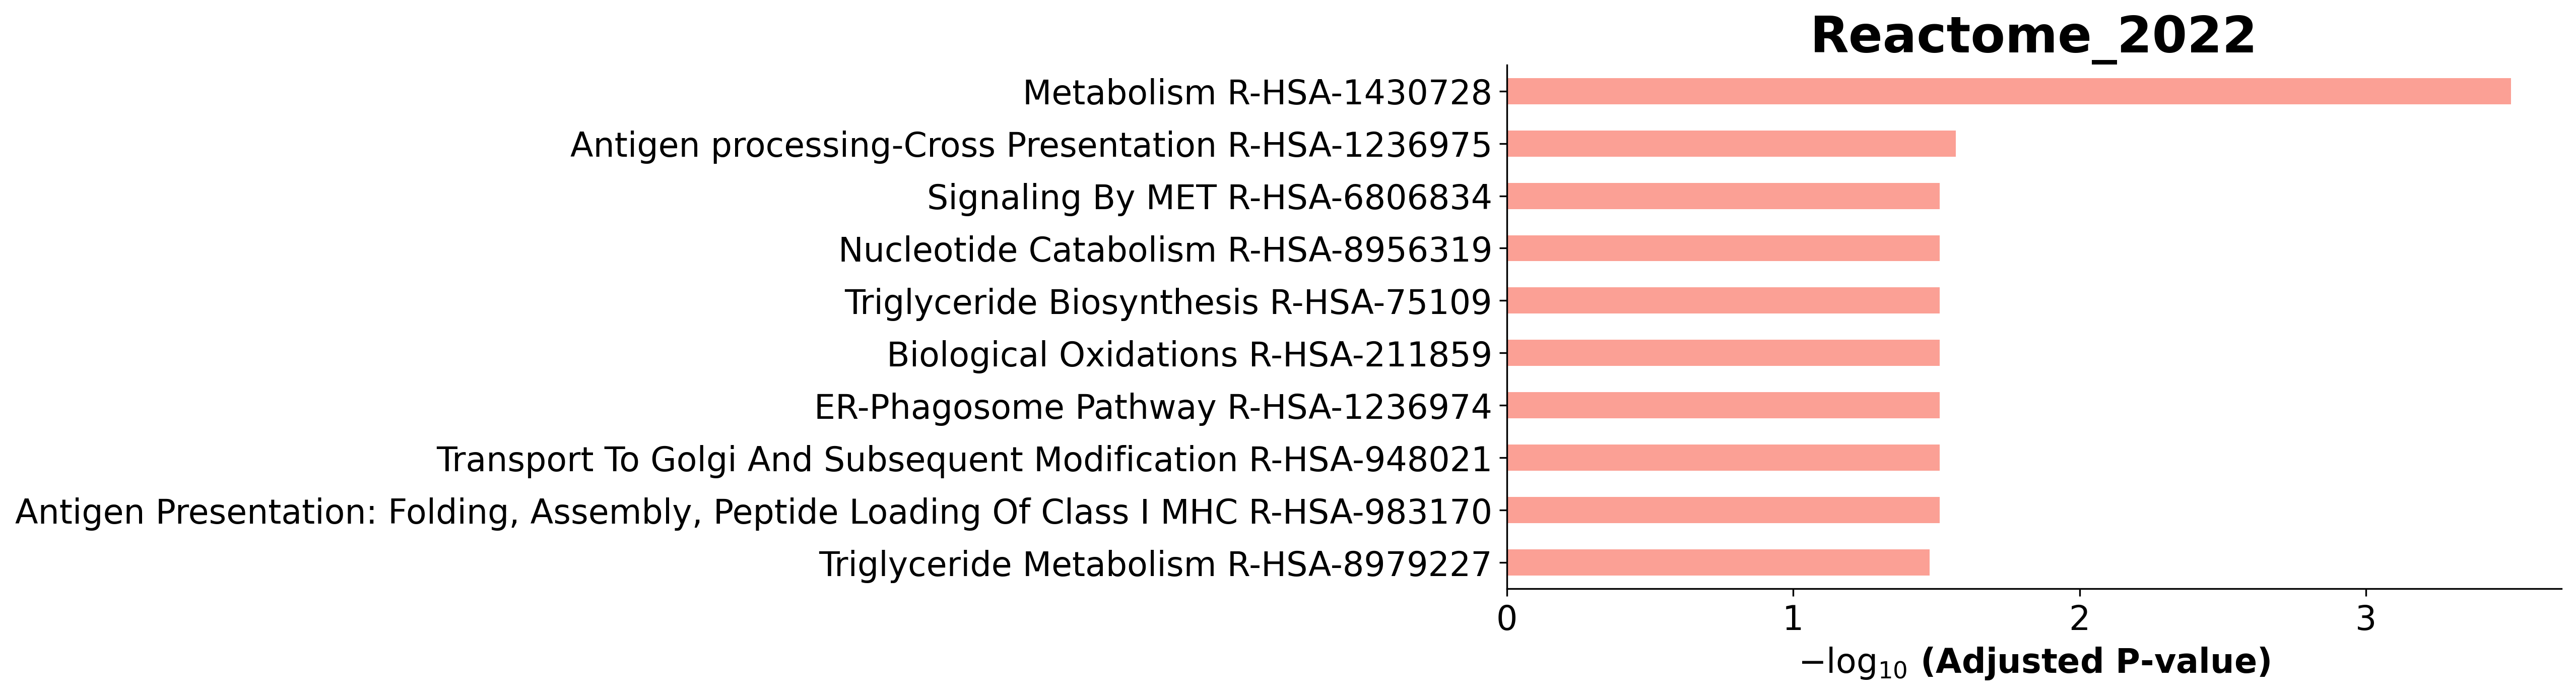 Reactome_2022
Metabolism R-HSA-1430728
Antigen processing-Cross Presentation R-HSA-1236975
Signaling By MET R-HSA-6806834
Nucleotide Catabolism R-HSA-8956319
Triglyceride Biosynthesis R-HSA-75109
Biological Oxidations R-HSA-211859
ER-Phagosome Pathway R-HSA-1236974
Transport To Golgi And Subsequent Modification R-HSA-948021
Antigen Presentation: Folding, Assembly, Peptide Loading Of Class I MHC R-HSA-983170
Triglyceride Metabolism R-HSA-8979227
0 1 2 3
−log₁₀ (Adjusted P-value)